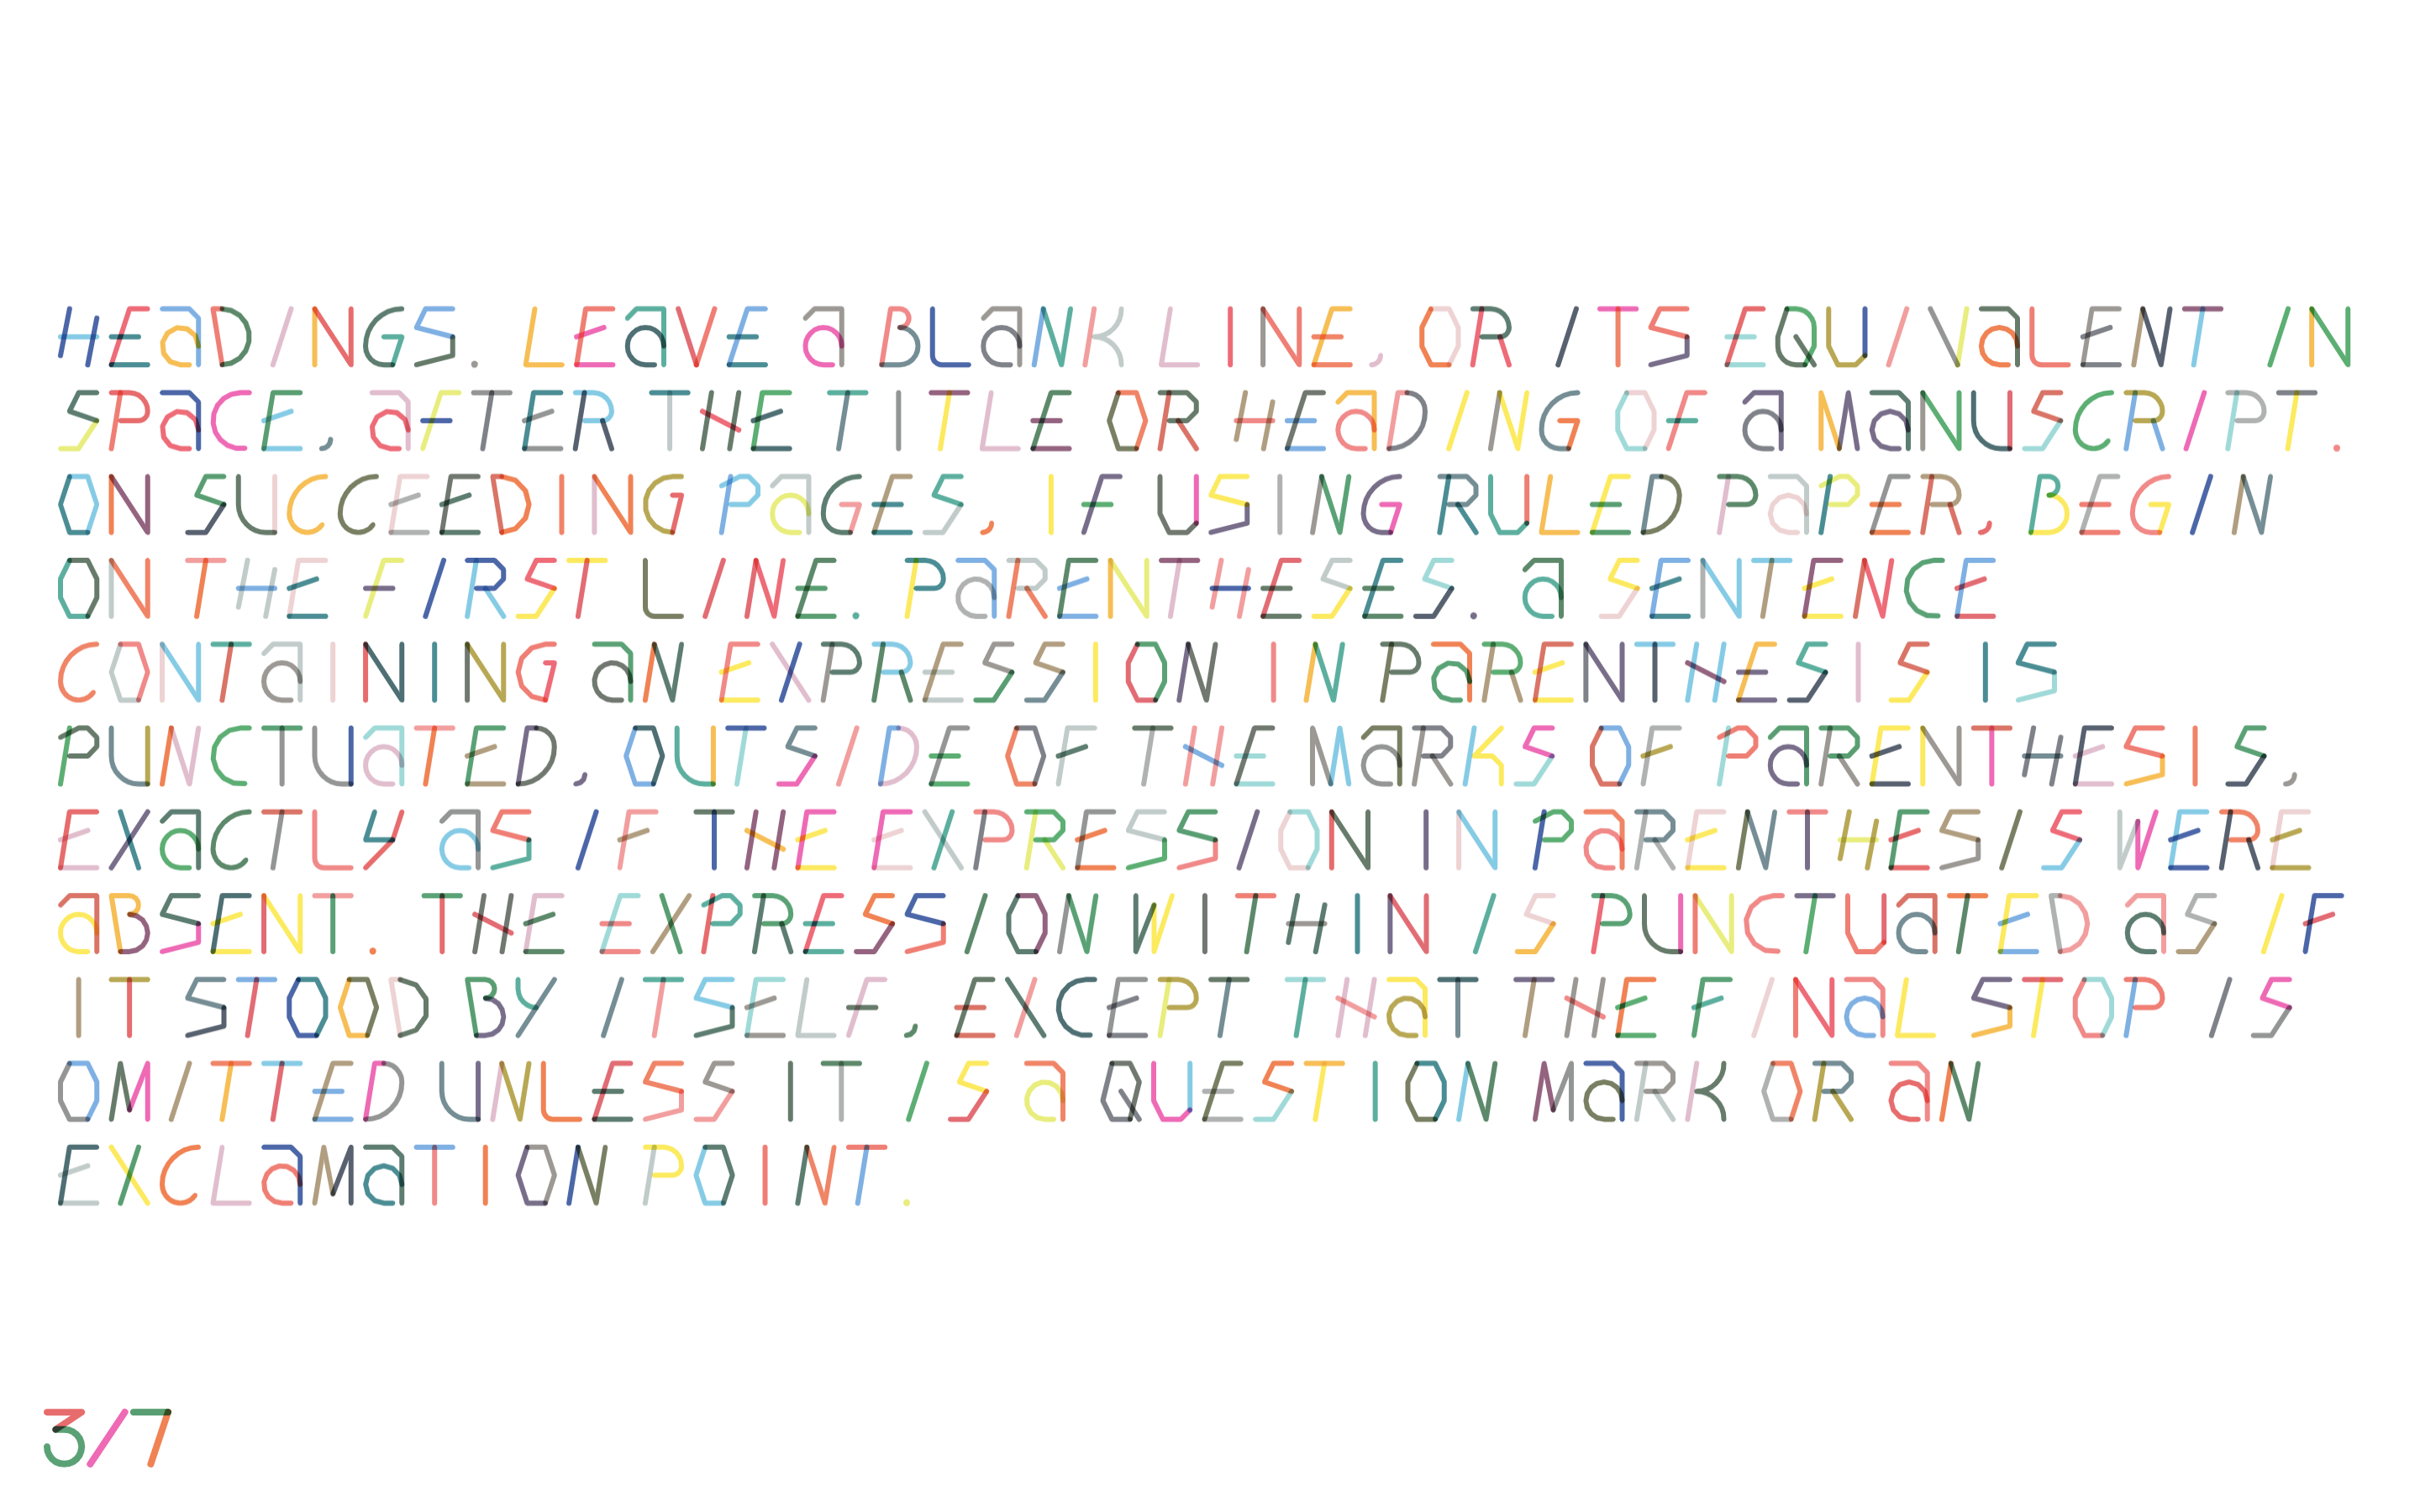 HEaDINGS. LEaVE a BLaNK LINE, OR ITS EQUIVaLENT IN
SPaCE, aFTER THE TITLE OR HEaDING OF a MaNUSCRIPT.
ON SUCCEEDING PaGES, IF USING RULED PaPER, BEGIN
ON THE FIRST LINE. PaRENTHESES. a SENTENCE
CONTaINING aN EXPRESSION IN PaRENTHESIS IS
PUNCTUaTED, OUTSIDE OF THE MaRKS OF PaRENTHESIS,
EXaCTLY aS IF THE EXPRESSION IN PaRENTHESIS WERE
aBSENT. THE EXPRESSION WITHIN IS PUNCTUaTED aS IF
IT STOOD BY ITSELF, EXCEPT THaT THE FINaL STOP IS
OMITTED UNLESS IT IS a QUESTION MaRK OR aN
EXCLaMaTION POINT.
3/7